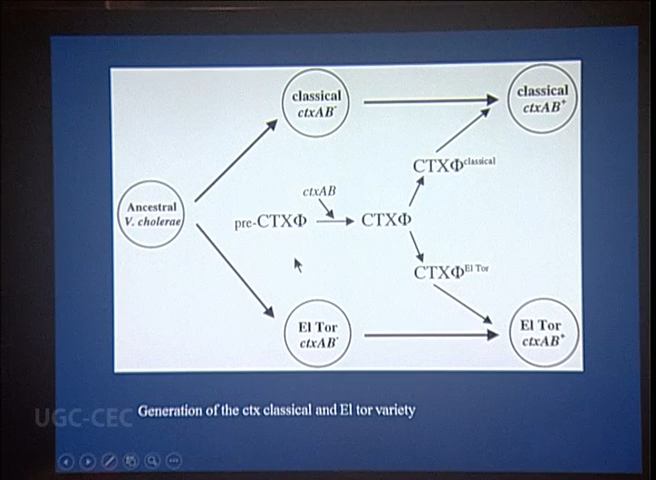 classical
ctxAB⁻
classical
ctxAB⁺
CTXΦclassical
Ancestral
V. cholerae
ctxAB
pre-CTXΦ
CTXΦ
CTXΦEl Tor
El Tor
ctxAB⁻
El Tor
ctxAB⁺
UGC-CEC
Generation of the ctx classical and El tor variety